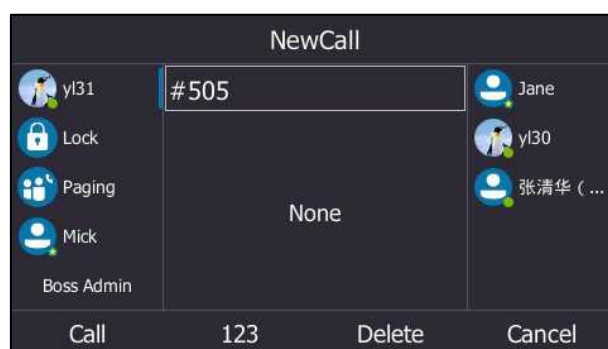 NewCall
yl31
Lock
Paging
Mick
Boss Admin
#505
None
Jane
yl30
张清华（...
Call 123 Delete Cancel